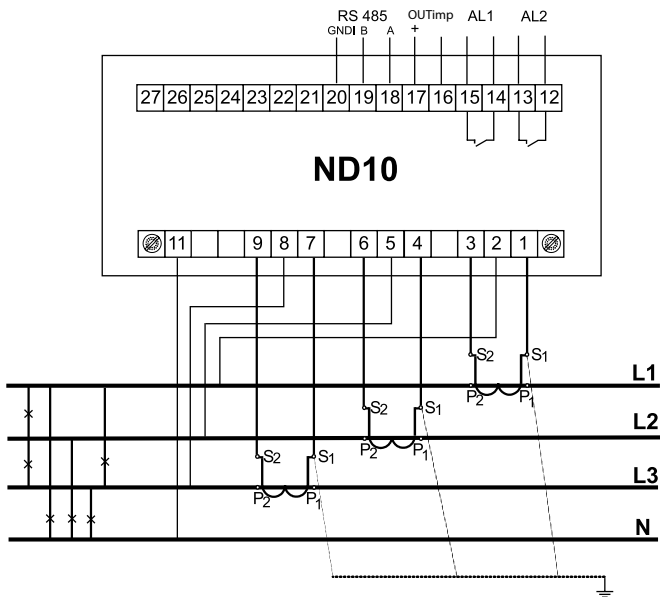 RS 485 OUTimp AL1 AL2
GNDI B A +
27 26 25 24 23 22 21 20 19 18 17 16 15 14 13 12
ND10
11 9 8 7 6 5 4 3 2 1
S2 S1
L1
P2 P1
S2 S1
L2
P2 P1
S2 S1
L3
P2 P1
N